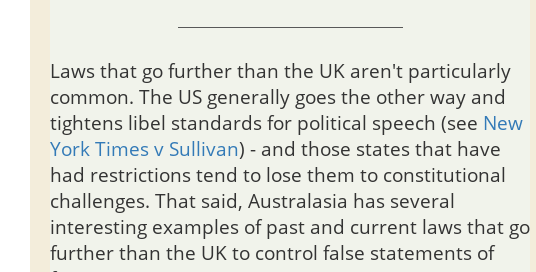 Laws that go further than the UK aren't particularly
common. The US generally goes the other way and
tightens libel standards for political speech (see New
York Times v Sullivan) - and those states that have
had restrictions tend to lose them to constitutional
challenges. That said, Australasia has several
interesting examples of past and current laws that go
further than the UK to control false statements of